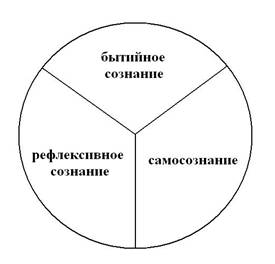 бытийное
сознание
рефлексивное
сознание
самосознание